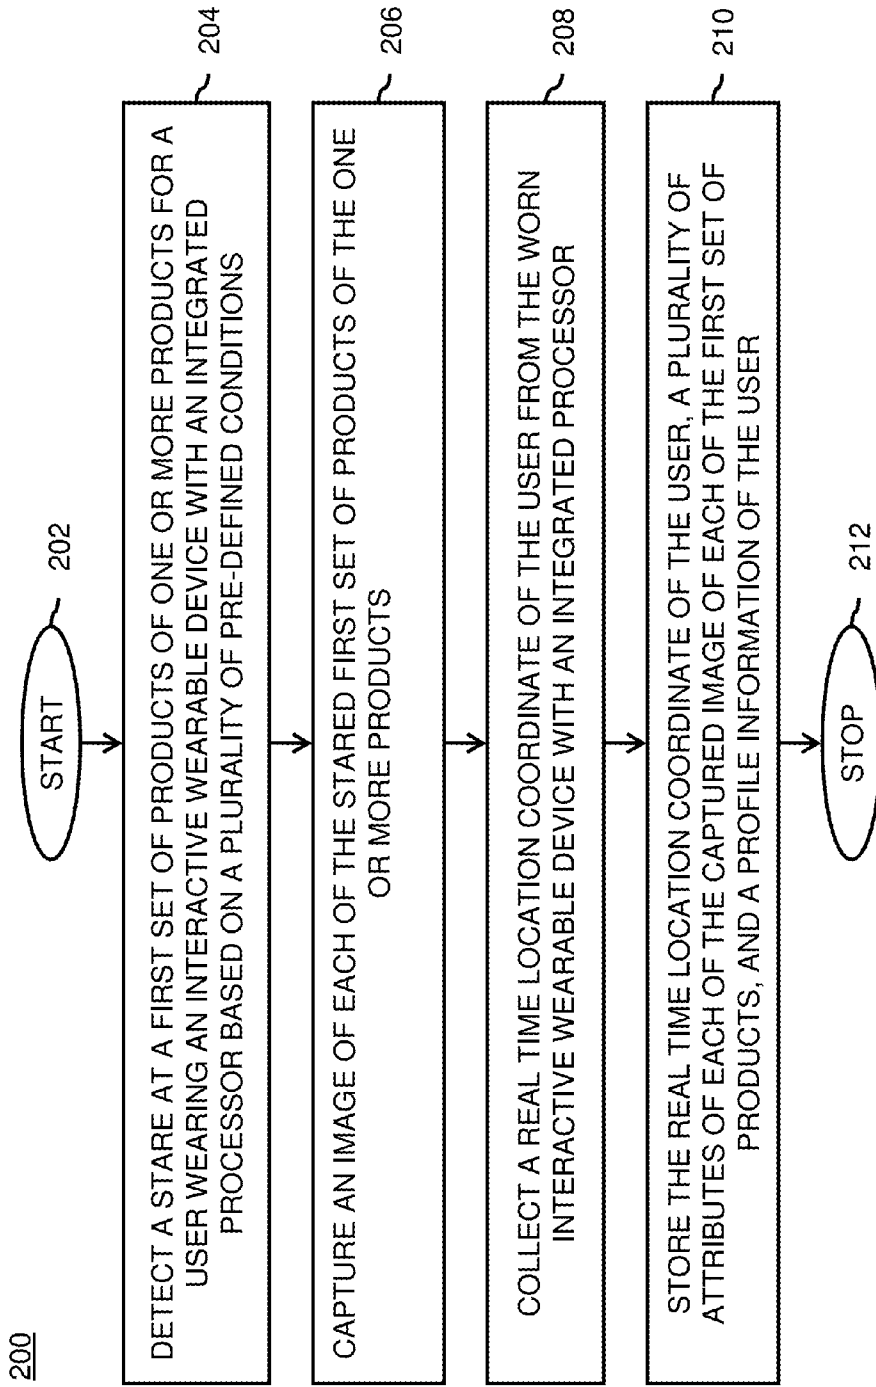 200
START
202
DETECT A STARE AT A FIRST SET OF PRODUCTS OF ONE OR MORE PRODUCTS FOR A
USER WEARING AN INTERACTIVE WEARABLE DEVICE WITH AN INTEGRATED
PROCESSOR BASED ON A PLURALITY OF PRE-DEFINED CONDITIONS
204
CAPTURE AN IMAGE OF EACH OF THE STARED FIRST SET OF PRODUCTS OF THE ONE
OR MORE PRODUCTS
206
COLLECT A REAL TIME LOCATION COORDINATE OF THE USER FROM THE WORN
INTERACTIVE WEARABLE DEVICE WITH AN INTEGRATED PROCESSOR
208
STORE THE REAL TIME LOCATION COORDINATE OF THE USER, A PLURALITY OF
ATTRIBUTES OF EACH OF THE CAPTURED IMAGE OF EACH OF THE FIRST SET OF
PRODUCTS, AND A PROFILE INFORMATION OF THE USER
210
STOP
212